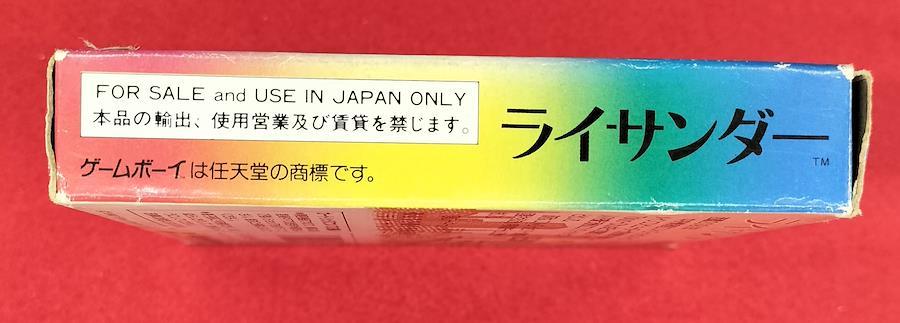 FOR SALE and USE IN JAPAN ONLY
本品の輸出、使用営業及び賃貸を禁じます。
ゲームボーイ™は任天堂の商標です。
ライサンダー
TM